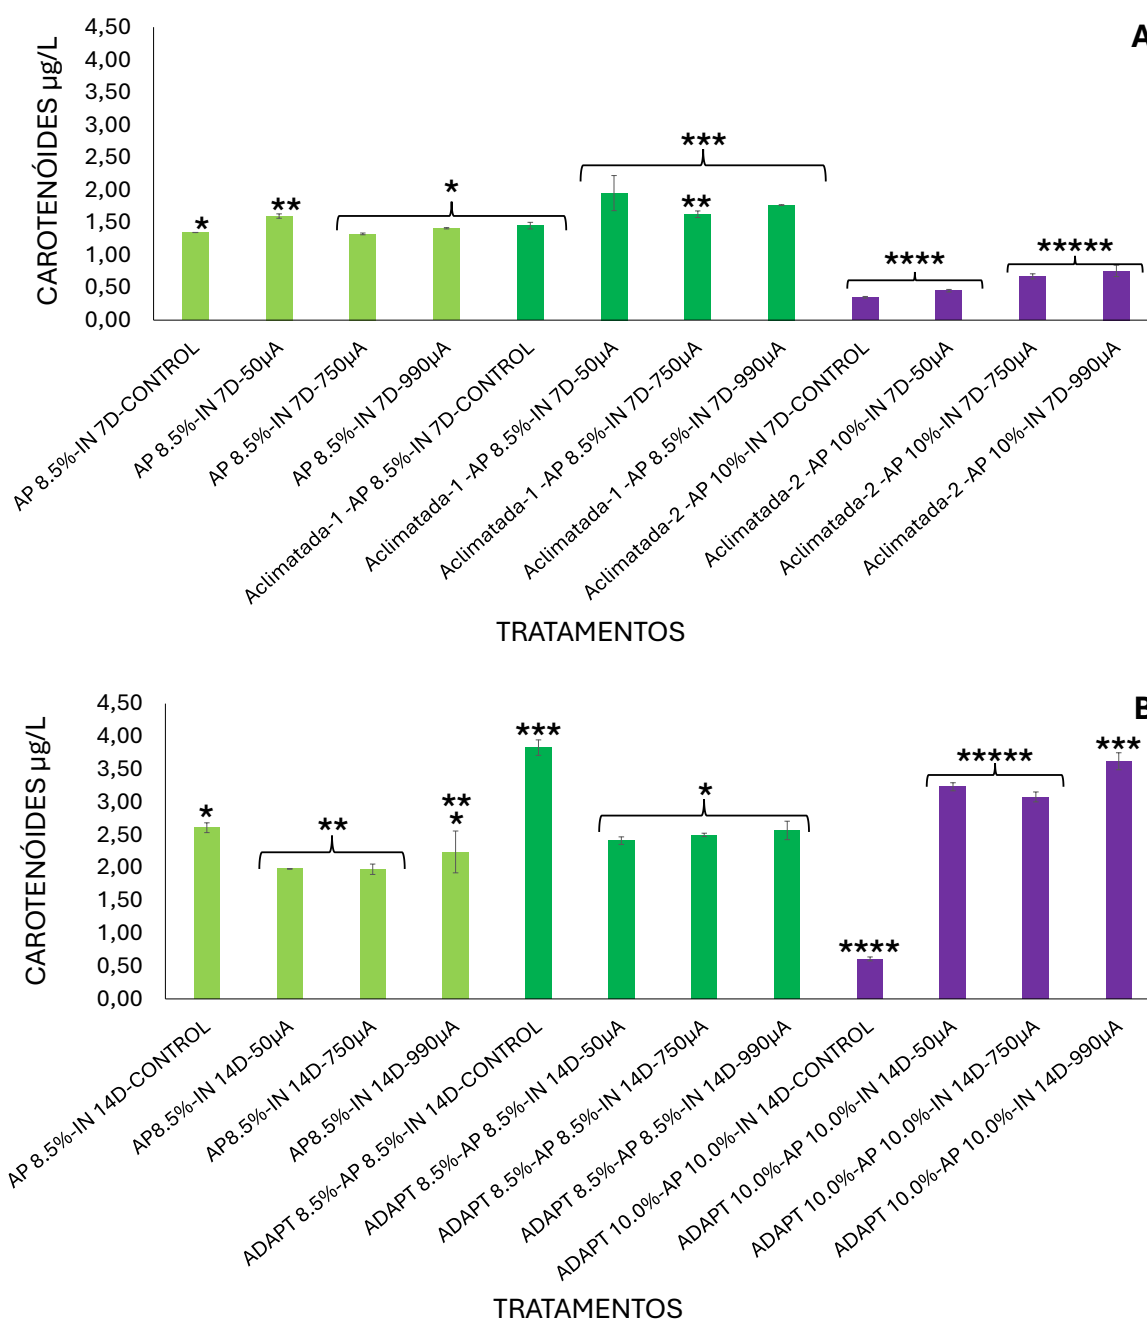 A
CAROTENÓIDES µg/L
4,50
4,00
3,50
3,00
2,50
2,00
1,50
1,00
0,50
0,00
*
**
*
***
**
****
*****
AP 8.5%-IN 7D-CONTROL
AP 8.5%-IN 7D-50µA
AP 8.5%-IN 7D-750µA
AP 8.5%-IN 7D-990µA
Aclimatada-1 -AP 8.5%-IN 7D-CONTROL
Aclimatada-1 -AP 8.5%-IN 7D-50µA
Aclimatada-1 -AP 8.5%-IN 7D-750µA
Aclimatada-1 -AP 8.5%-IN 7D-990µA
Aclimatada-2 -AP 10%-IN 7D-CONTROL
Aclimatada-2 -AP 10%-IN 7D-50µA
Aclimatada-2 -AP 10%-IN 7D-750µA
Aclimatada-2 -AP 10%-IN 7D-990µA
TRATAMENTOS
B
CAROTENÓIDES µg/L
4,50
4,00
3,50
3,00
2,50
2,00
1,50
1,00
0,50
0,00
*
**
**
*
***
*
****
*****
***
AP 8.5%-IN 14D-CONTROL
AP8.5%-IN 14D-50µA
AP8.5%-IN 14D-750µA
AP8.5%-IN 14D-990µA
ADAPT 8.5%-AP 8.5%-IN 14D-CONTROL
ADAPT 8.5%-AP 8.5%-IN 14D-50µA
ADAPT 8.5%-AP 8.5%-IN 14D-750µA
ADAPT 8.5%-AP 8.5%-IN 14D-990µA
ADAPT 10.0%-AP 10.0%-IN 14D-CONTROL
ADAPT 10.0%-AP 10.0%-IN 14D-50µA
ADAPT 10.0%-AP 10.0%-IN 14D-750µA
ADAPT 10.0%-AP 10.0%-IN 14D-990µA
TRATAMENTOS